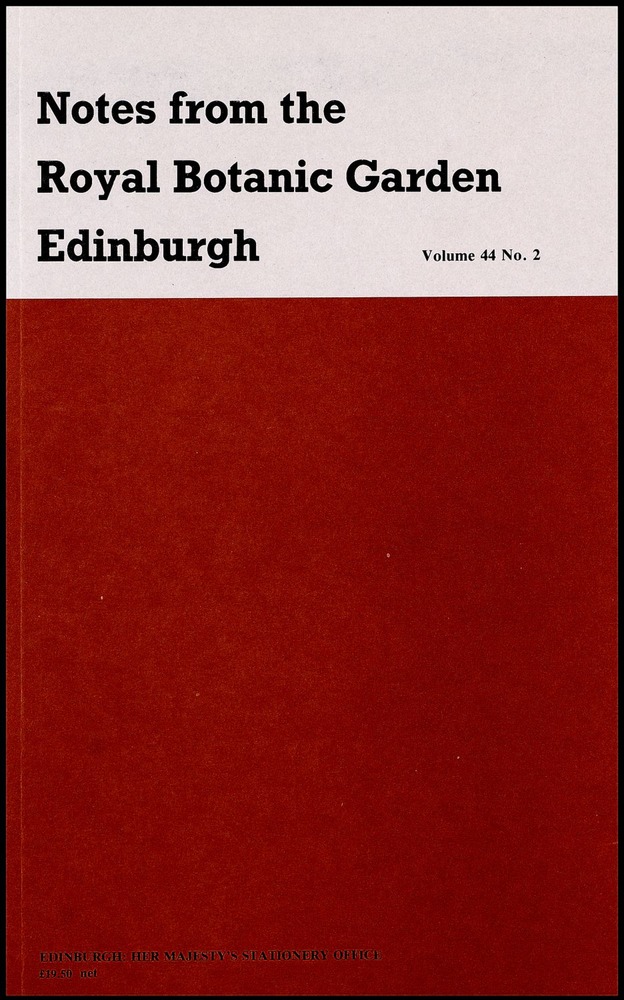 Notes from the
Royal Botanic Garden
Edinburgh
Volume 44 No. 2
EDINBURGH: HER MAJESTY'S STATIONERY OFFICE
£19.50 net